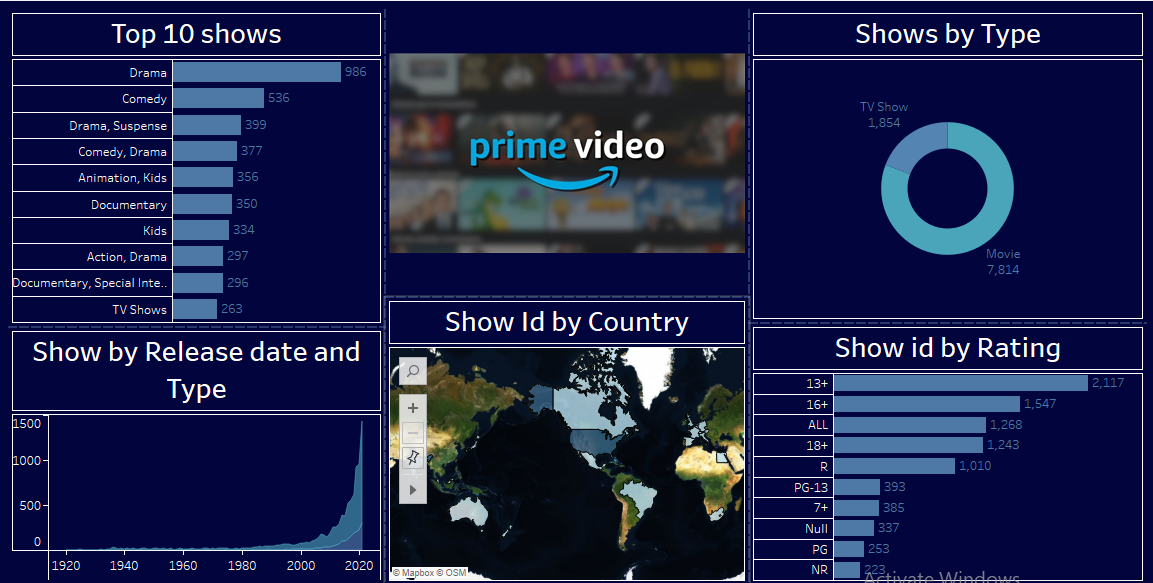 Top 10 shows
Drama 986
Comedy 536
Drama, Suspense 399
Comedy, Drama 377
Animation, Kids 356
Documentary 350
Kids 334
Action, Drama 297
Documentary, Special Inte.. 296
TV Shows 263
Show by Release date and
Type
1500
1000
500
0
1920 1940 1960 1980 2000 2020
prime video
Show Id by Country
© Mapbox © OSM
Shows by Type
TV Show
1,854
Movie
7,814
Show id by Rating
13+ 2,117
16+ 1,547
ALL 1,268
18+ 1,243
R 1,010
PG-13 393
7+ 385
Null 337
PG 253
NR 223
Activate Windows